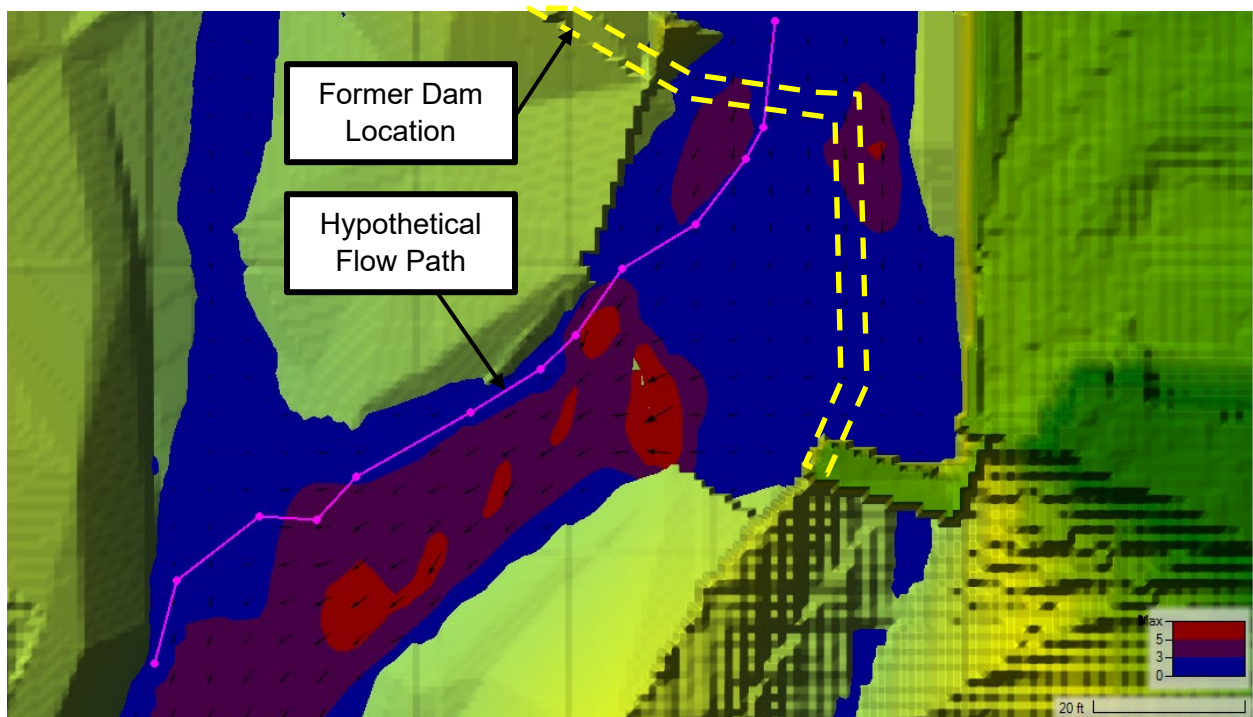 Former Dam
Location
Hypothetical
Flow Path
Max
5
3
0
20 ft